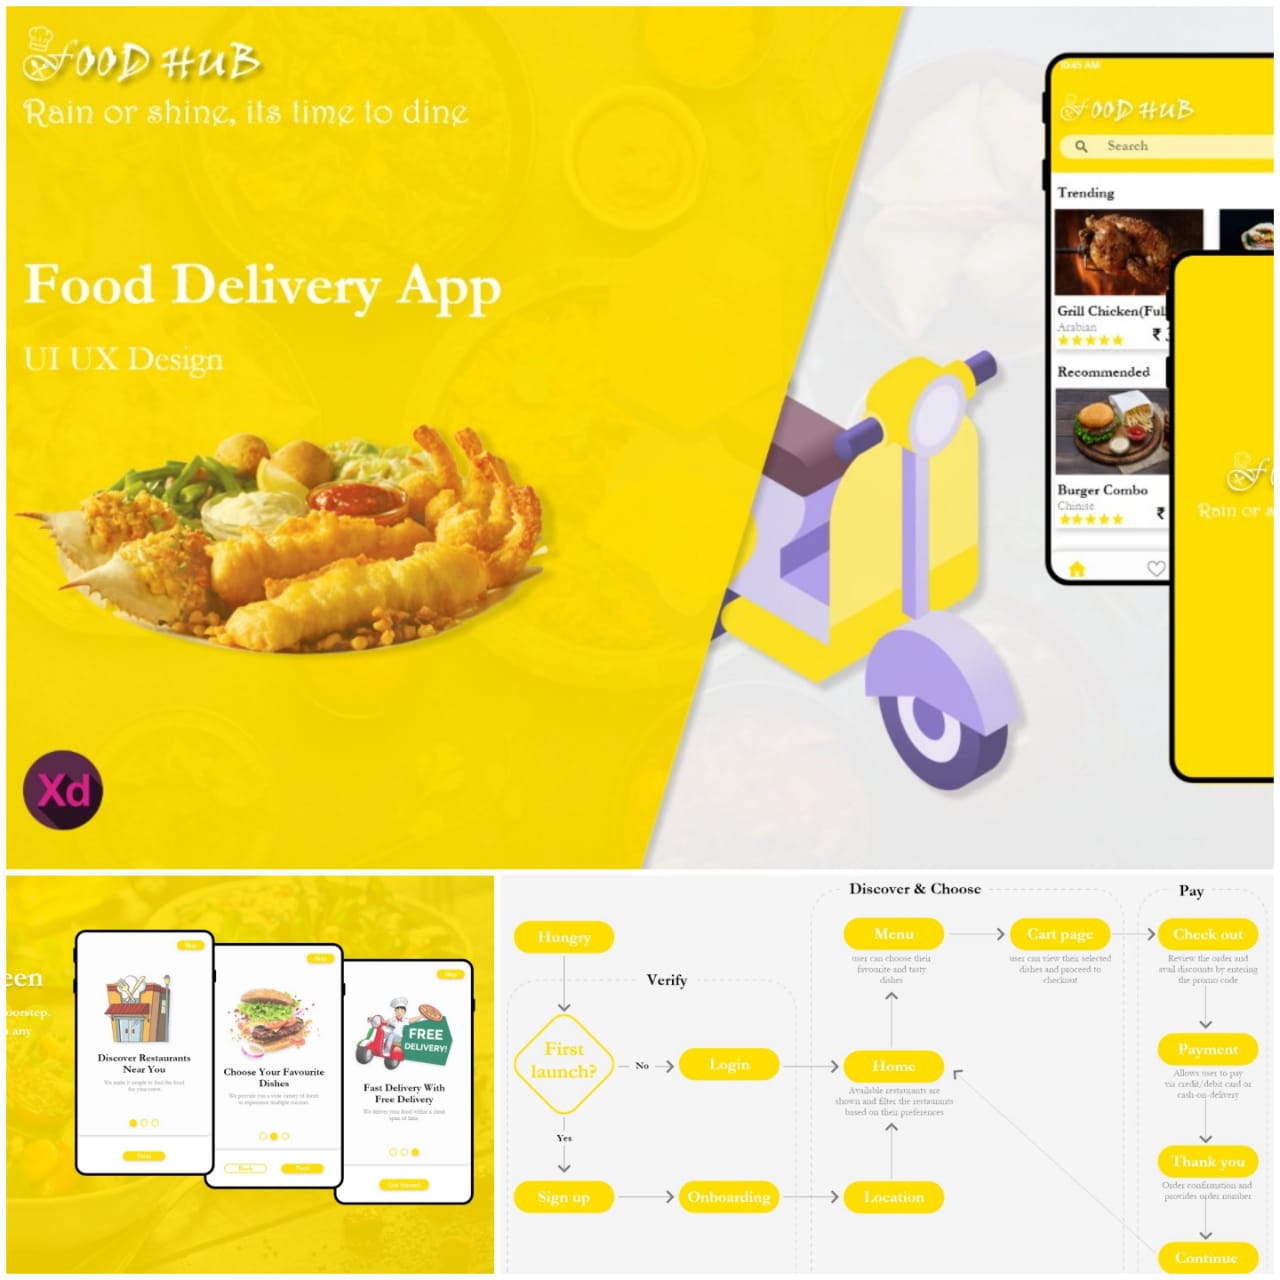 FOOD HUB
Rain or shine, its time to dine
Food Delivery App
UI UX Design
Xd
10:45 AM
FOOD HUB
Search
Trending
Grill Chicken(Ful
Arabian
₹ 3
Recommended
Burger Combo
Chinise
₹
Rain or s
een
oorstep.
any
Skip
Discover Restaurants
Near You
We make it simple to find the food
Next
Skip
Choose Your Favourite
Dishes
We provide you a wide variety of foods
Back
Next
Skip
FREE
DELIVERY!
Fast Delivery With
Free Delivery
We deliver your food within a short
span of time
Get Started
Hungry
Verify
First
launch?
No
Login
Yes
Sign up
Onboarding
Discover & Choose
Menu
user can choose their
favourite and tasty
dishes
Cart page
user can view their selected
dishes and proceed to
checkout
Home
Available restaurants are
shown and filter the restaurants
based on their preferences
Location
Pay
Check out
Review the order and
avail discounts by entering
the promo code
Payment
Allows user to pay
via credit/debit card or
cash-on-delivery
Thank you
Order confirmation and
provides order number
Continue